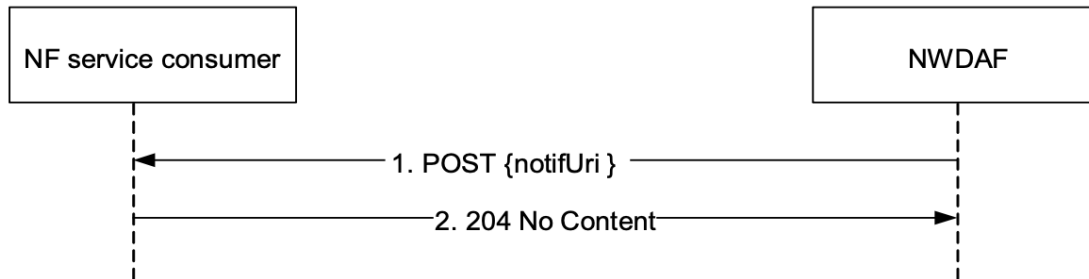 NF service consumer
NWDAF
1. POST {notifUri }
2. 204 No Content